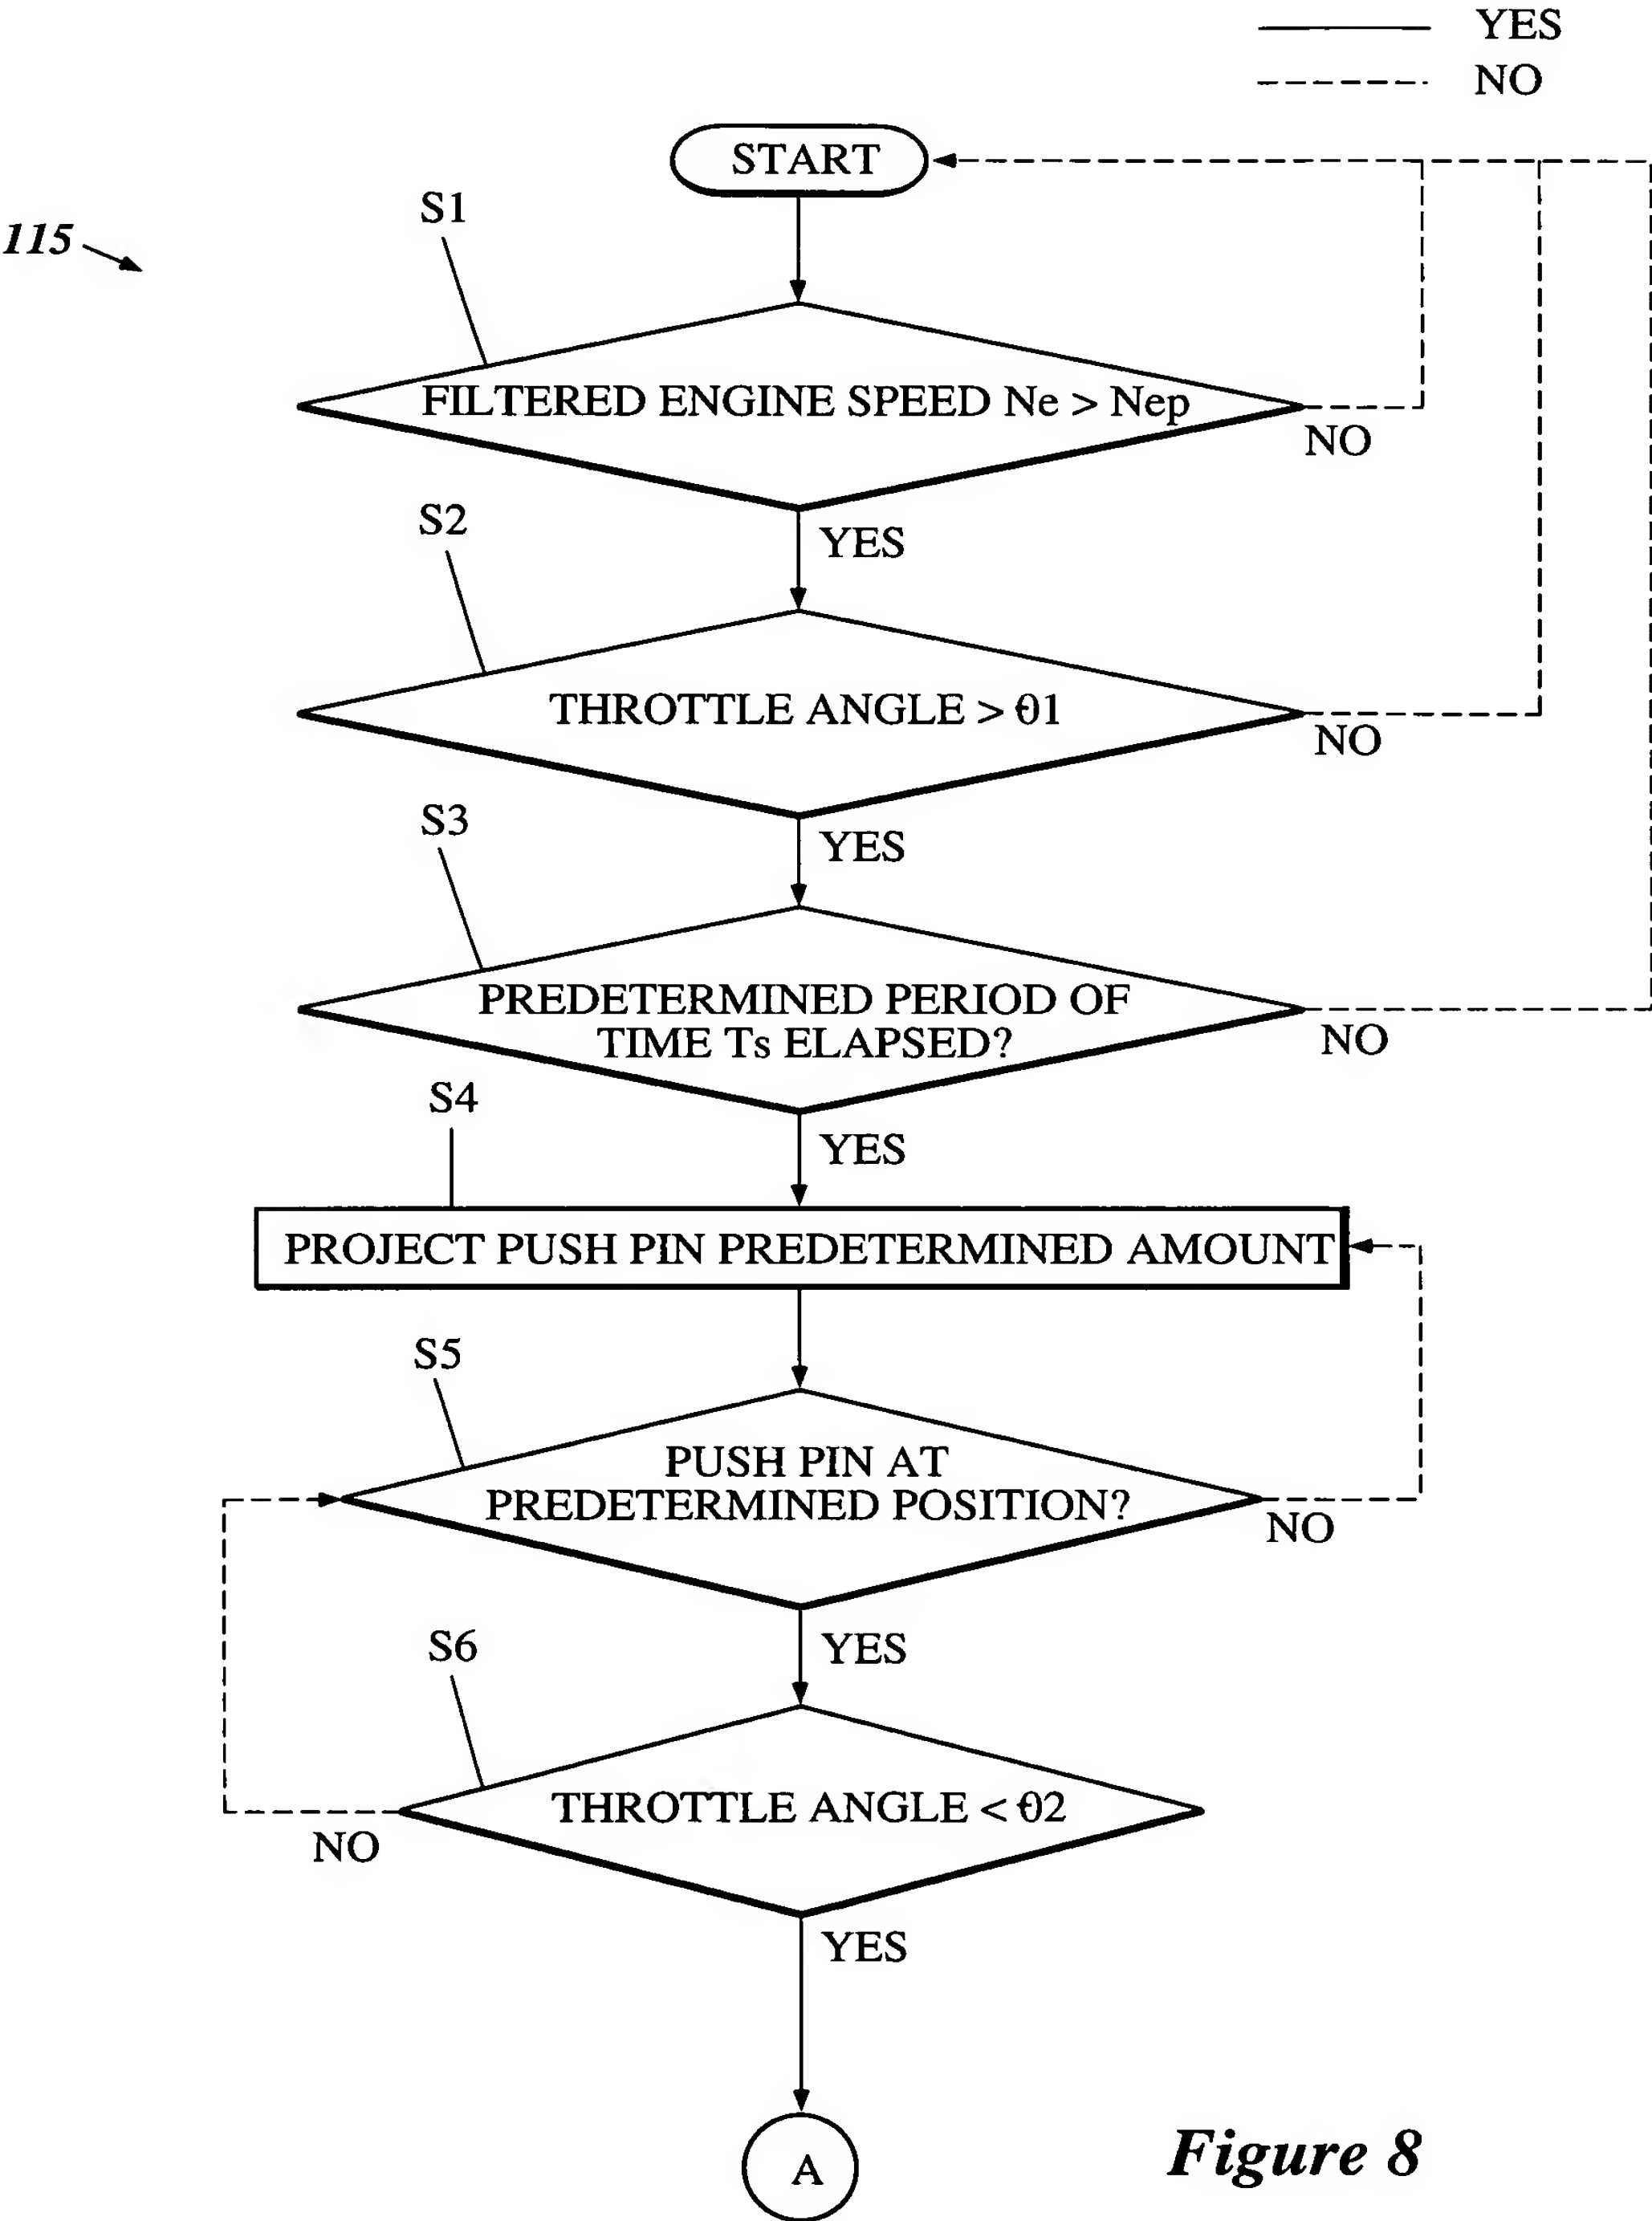 YES
NO
START
S1
115
FILTERED ENGINE SPEED Ne > Nep
NO
S2
YES
THROTTLE ANGLE > θ1
NO
S3
YES
PREDETERMINED PERIOD OF
TIME Ts ELAPSED?
NO
S4
YES
PROJECT PUSH PIN PREDETERMINED AMOUNT
S5
PUSH PIN AT
PREDETERMINED POSITION?
NO
S6
YES
THROTTLE ANGLE < θ2
NO
YES
A
Figure 8